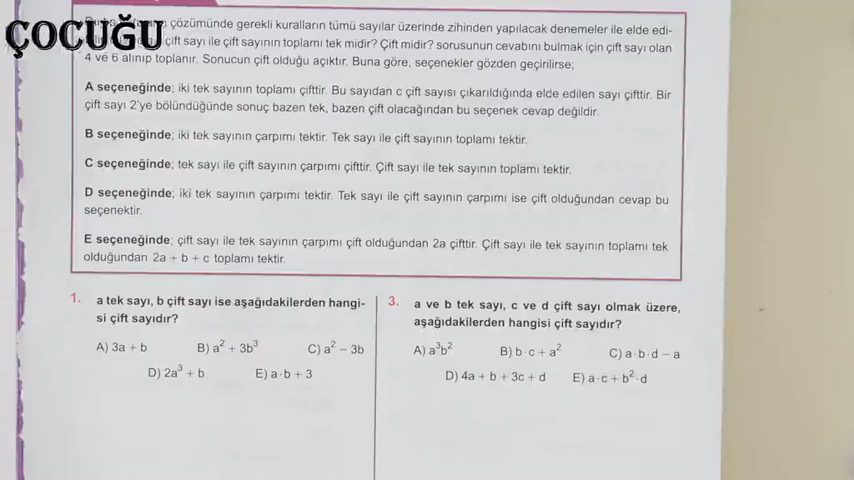 ÇOCUĞU
çözümünde gerekli kuralların tümü sayılar üzerinde zihinden yapılacak denemeler ile elde edi-
çift sayı ile çift sayının toplamı tek midir? Çift midir? sorusunun cevabını bulmak için çift sayı olan
4 ve 6 alınıp toplanır. Sonucun çift olduğu açıktır. Buna göre, seçenekler gözden geçirilirse;
A seçeneğinde; iki tek sayının toplamı çifttir. Bu sayıdan c çift sayısı çıkarıldığında elde edilen sayı çifttir. Bir
çift sayı 2'ye bölündüğünde sonuç bazen tek, bazen çift olacağından bu seçenek cevap değildir.
B seçeneğinde; iki tek sayının çarpımı tektir. Tek sayı ile çift sayının toplamı tektir.
C seçeneğinde; tek sayı ile çift sayının çarpımı çifttir. Çift sayı ile tek sayının toplamı tektir.
D seçeneğinde; iki tek sayının çarpımı tektir. Tek sayı ile çift sayının çarpımı ise çift olduğundan cevap bu
seçenektir.
E seçeneğinde; çift sayı ile tek sayının çarpımı çift olduğundan 2a çifttir. Çift sayı ile tek sayının toplamı tek
olduğundan 2a + b + c toplamı tektir.
1. a tek sayı, b çift sayı ise aşağıdakilerden hangi-
si çift sayıdır?
A) 3a + b B) a² + 3b³ C) a² – 3b
D) 2a³ + b E) a·b + 3
3. a ve b tek sayı, c ve d çift sayı olmak üzere,
aşağıdakilerden hangisi çift sayıdır?
A) a³b² B) b·c + a² C) a·b·d – a
D) 4a + b + 3c + d E) a·c + b²·d